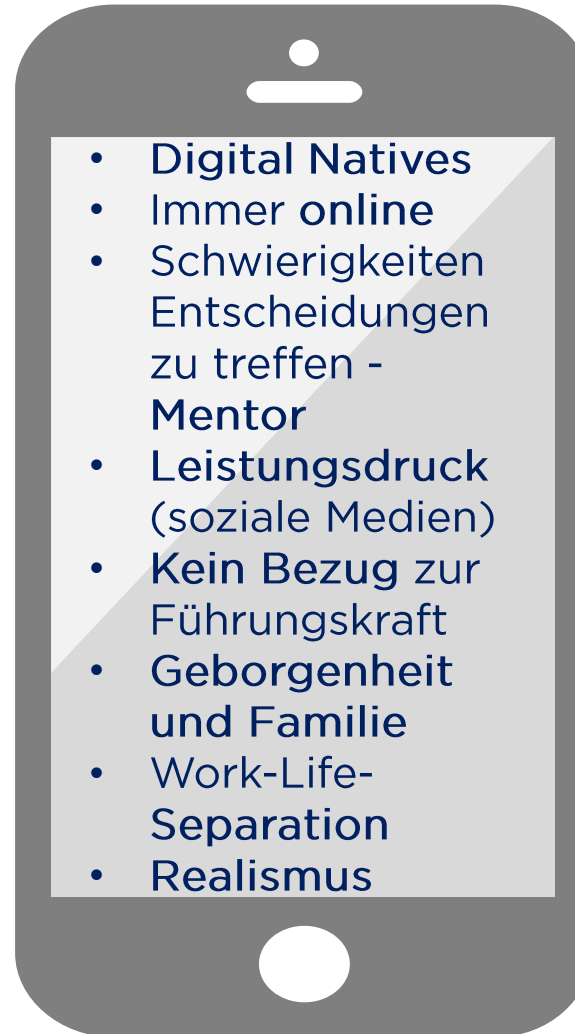 • Digital Natives
• Immer online
• Schwierigkeiten
Entscheidungen
zu treffen -
Mentor
• Leistungsdruck
(soziale Medien)
• Kein Bezug zur
Führungskraft
• Geborgenheit
und Familie
• Work-Life-
Separation
• Realismus